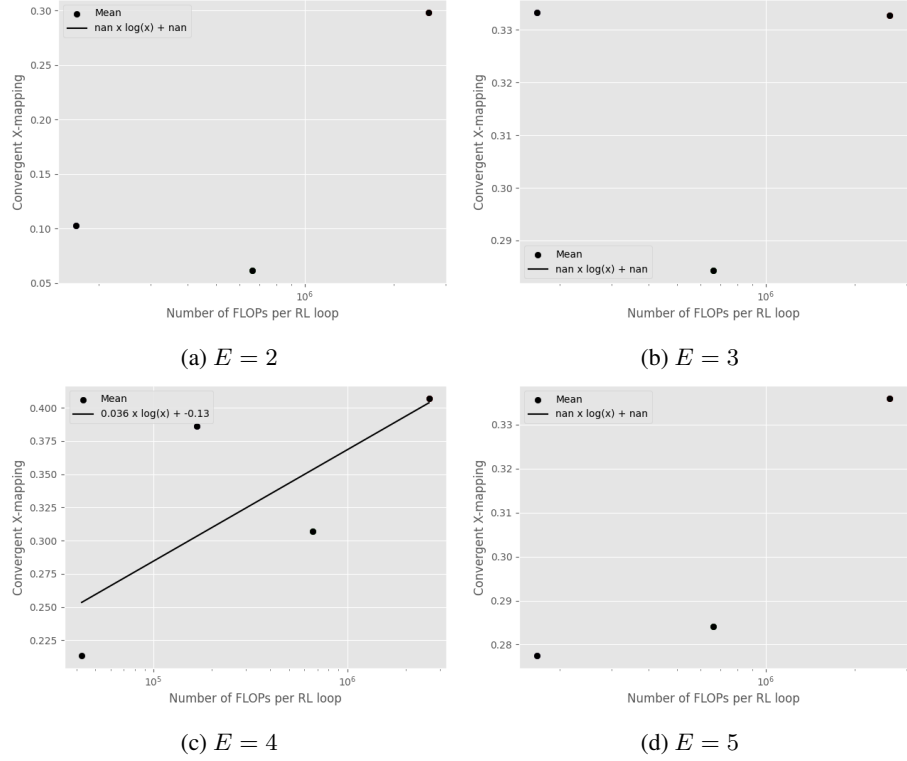 0.30
0.25
0.20
0.15
0.10
0.05
Convergent X-mapping
Mean
nan x log(x) + nan
10^6
Number of FLOPs per RL loop
(a) E = 2
0.33
0.32
0.31
0.30
0.29
Convergent X-mapping
Mean
nan x log(x) + nan
10^6
Number of FLOPs per RL loop
(b) E = 3
0.400
0.375
0.350
0.325
0.300
0.275
0.250
0.225
Convergent X-mapping
Mean
0.036 x log(x) + -0.13
10^5 10^6
Number of FLOPs per RL loop
(c) E = 4
0.33
0.32
0.31
0.30
0.29
0.28
Convergent X-mapping
Mean
nan x log(x) + nan
10^6
Number of FLOPs per RL loop
(d) E = 5